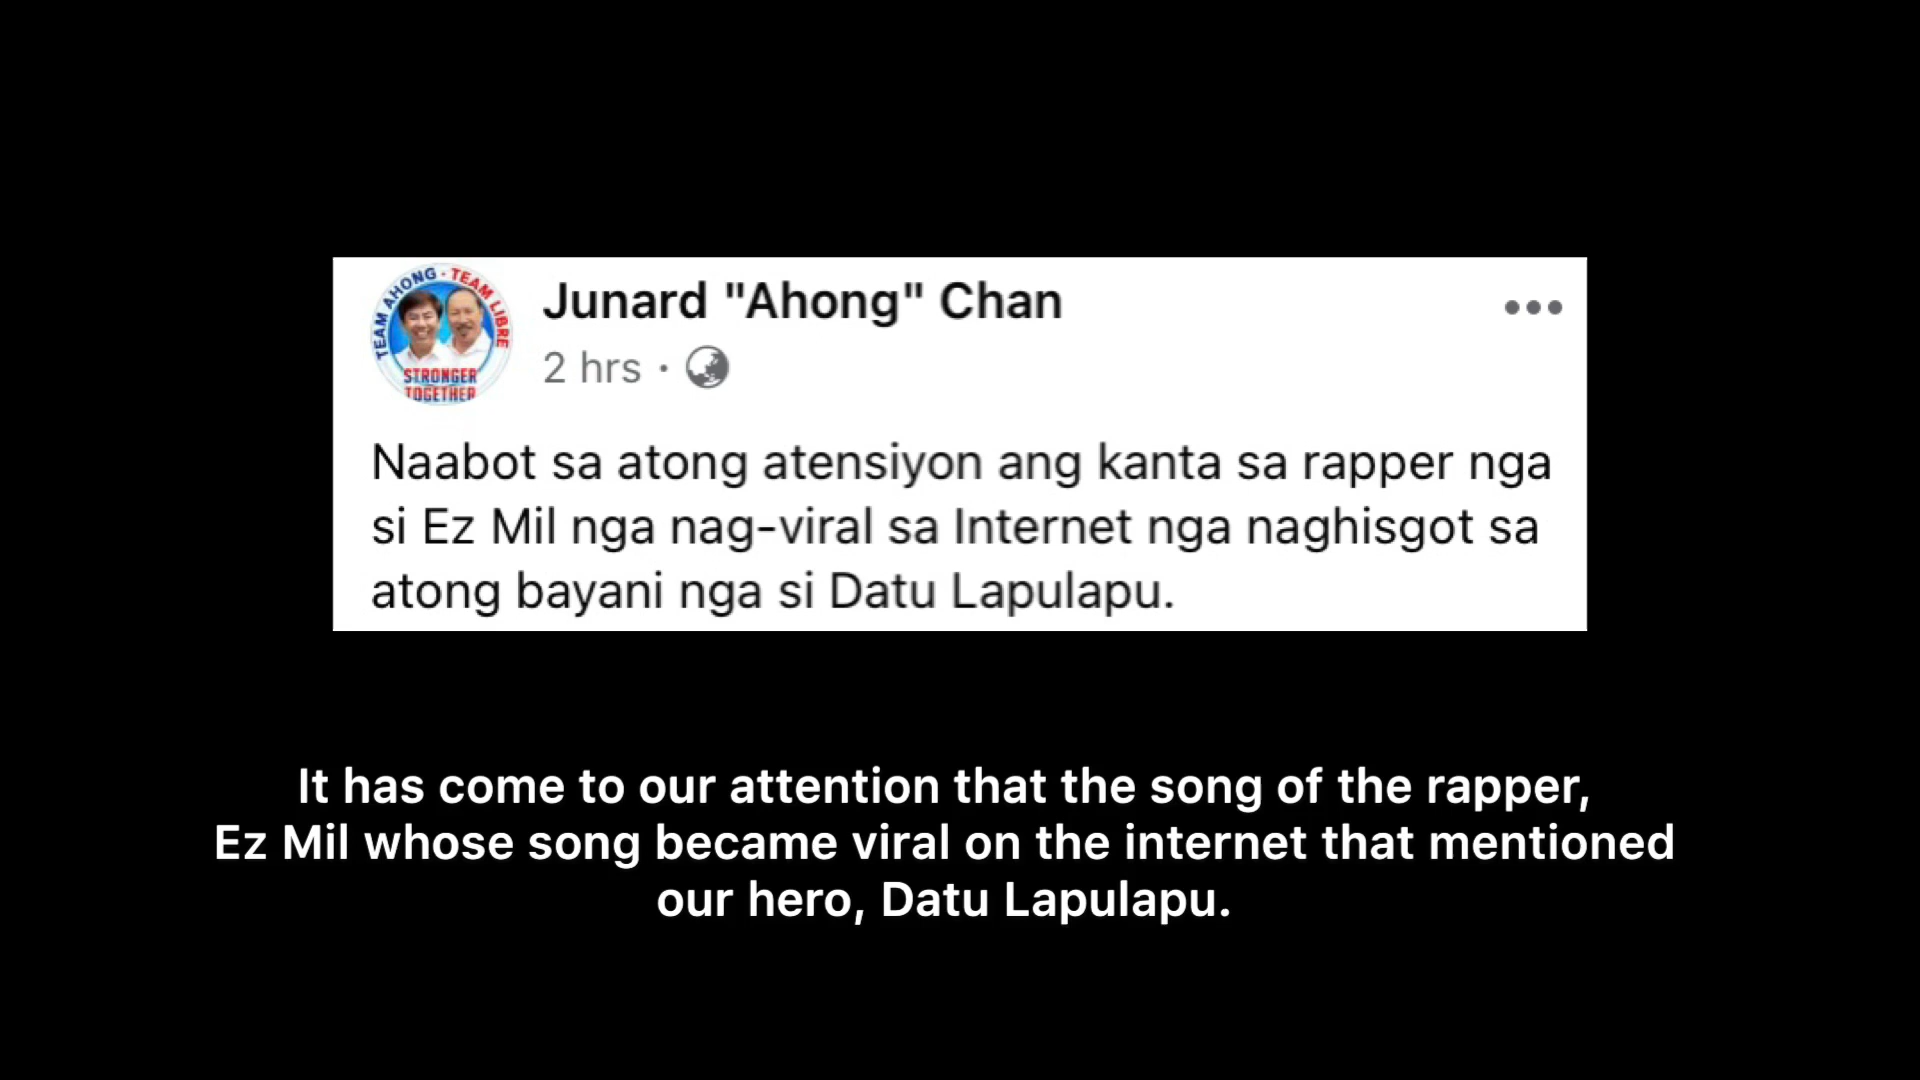 TEAM AHONG · TEAM LIBRE
STRONGER
TOGETHER
Junard "Ahong" Chan
2 hrs ·
Naabot sa atong atensiyon ang kanta sa rapper nga
si Ez Mil nga nag-viral sa Internet nga naghisgot sa
atong bayani nga si Datu Lapulapu.
It has come to our attention that the song of the rapper,
Ez Mil whose song became viral on the internet that mentioned
our hero, Datu Lapulapu.